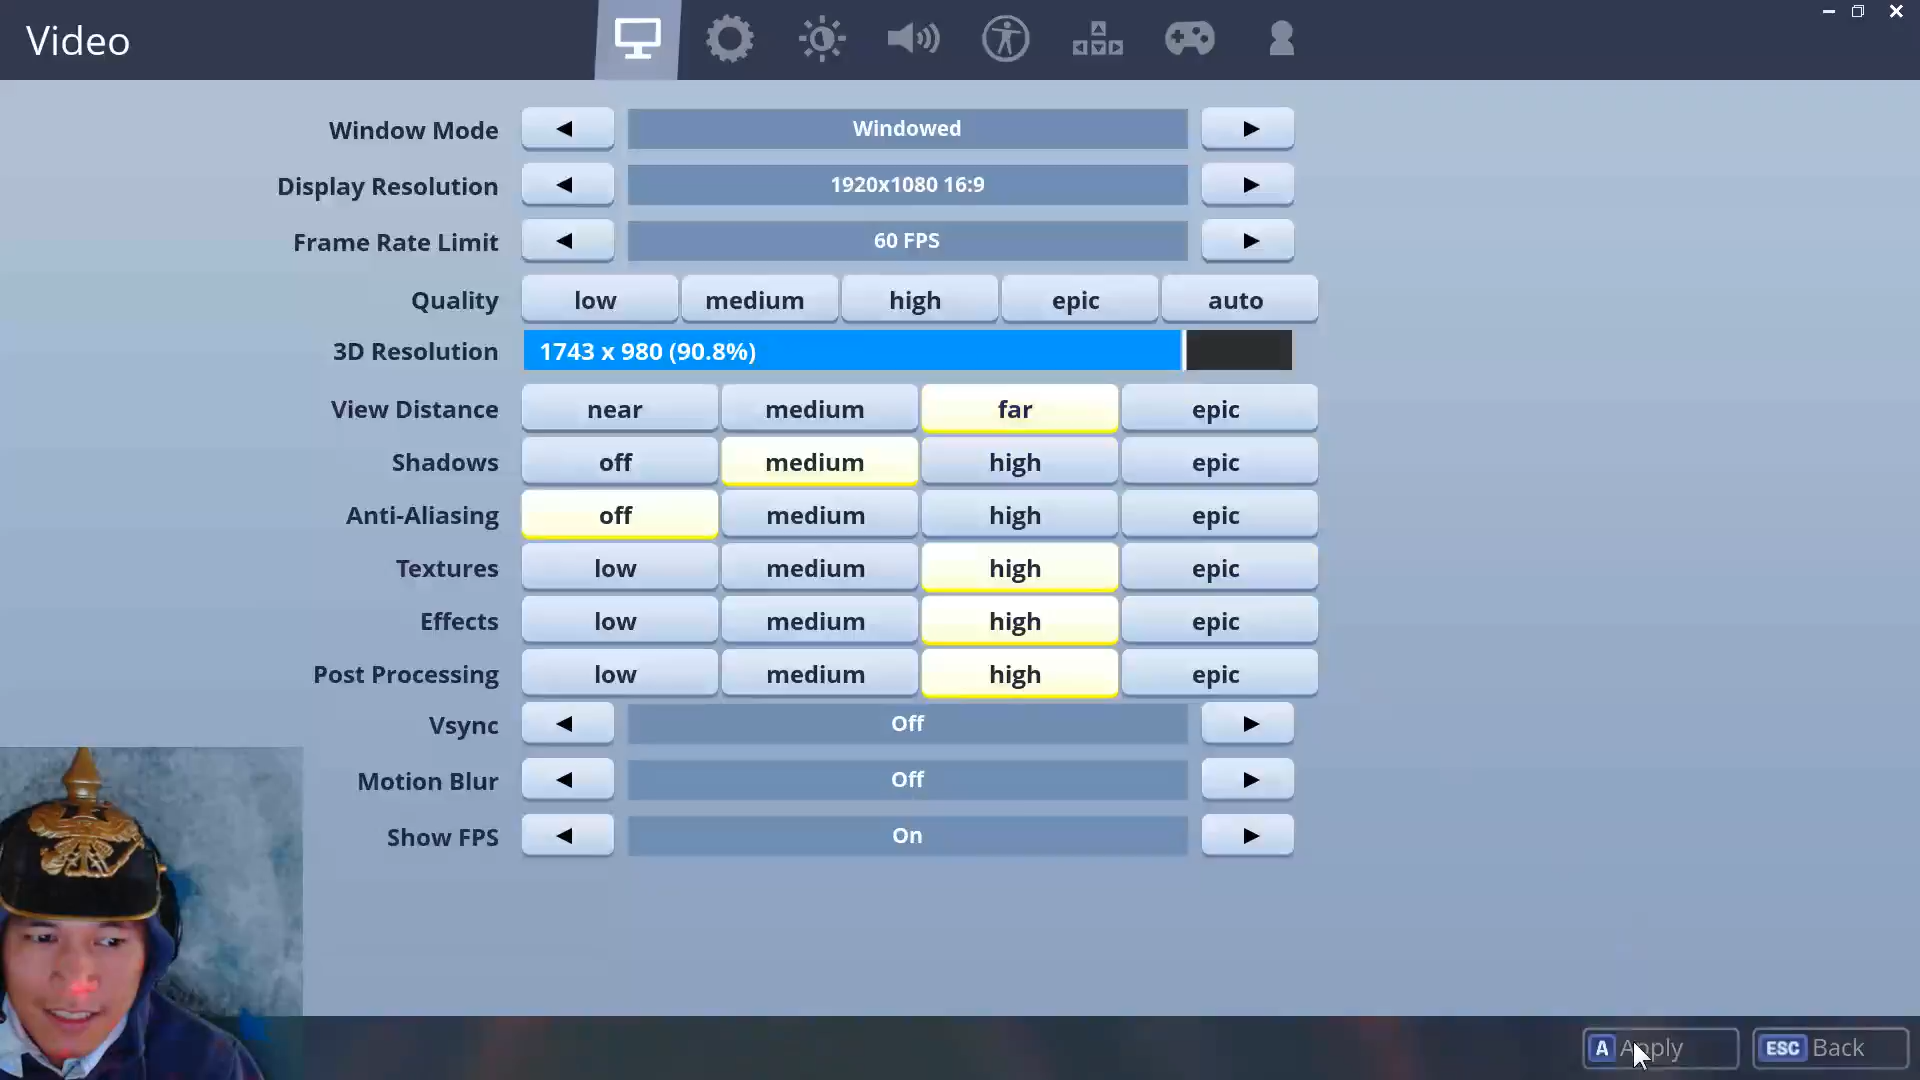 Video
Window Mode ◀ Windowed ▶
Display Resolution ◀ 1920x1080 16:9 ▶
Frame Rate Limit ◀ 60 FPS ▶
Quality low medium high epic auto
3D Resolution 1743 x 980 (90.8%)
View Distance near medium far epic
Shadows off medium high epic
Anti-Aliasing off medium high epic
Textures low medium high epic
Effects low medium high epic
Post Processing low medium high epic
Vsync ◀ Off ▶
Motion Blur ◀ Off ▶
Show FPS ◀ On ▶
A Apply ESC Back